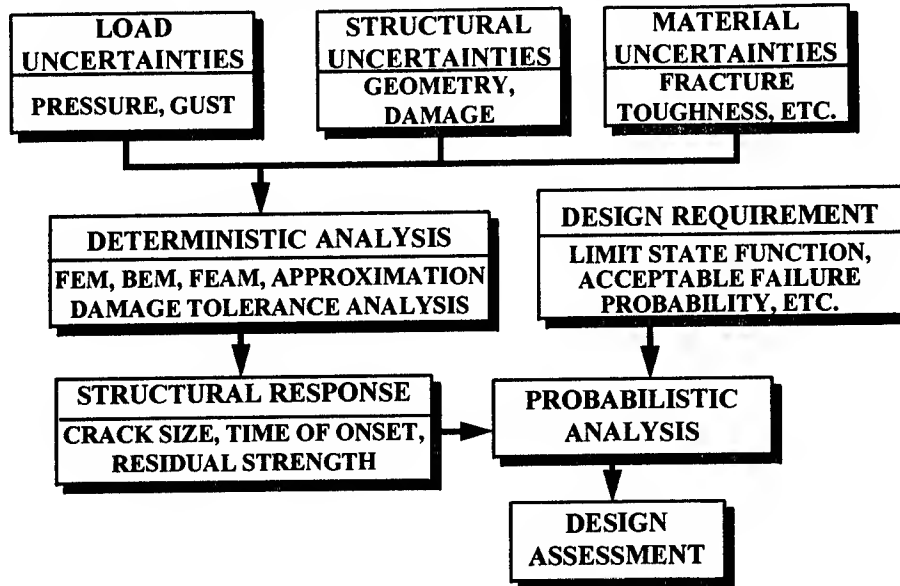 LOAD
UNCERTAINTIES
PRESSURE, GUST
STRUCTURAL
UNCERTAINTIES
GEOMETRY,
DAMAGE
MATERIAL
UNCERTAINTIES
FRACTURE
TOUGHNESS, ETC.
DETERMINISTIC ANALYSIS
FEM, BEM, FEAM, APPROXIMATION
DAMAGE TOLERANCE ANALYSIS
DESIGN REQUIREMENT
LIMIT STATE FUNCTION,
ACCEPTABLE FAILURE
PROBABILITY, ETC.
STRUCTURAL RESPONSE
CRACK SIZE, TIME OF ONSET,
RESIDUAL STRENGTH
PROBABILISTIC
ANALYSIS
DESIGN
ASSESSMENT